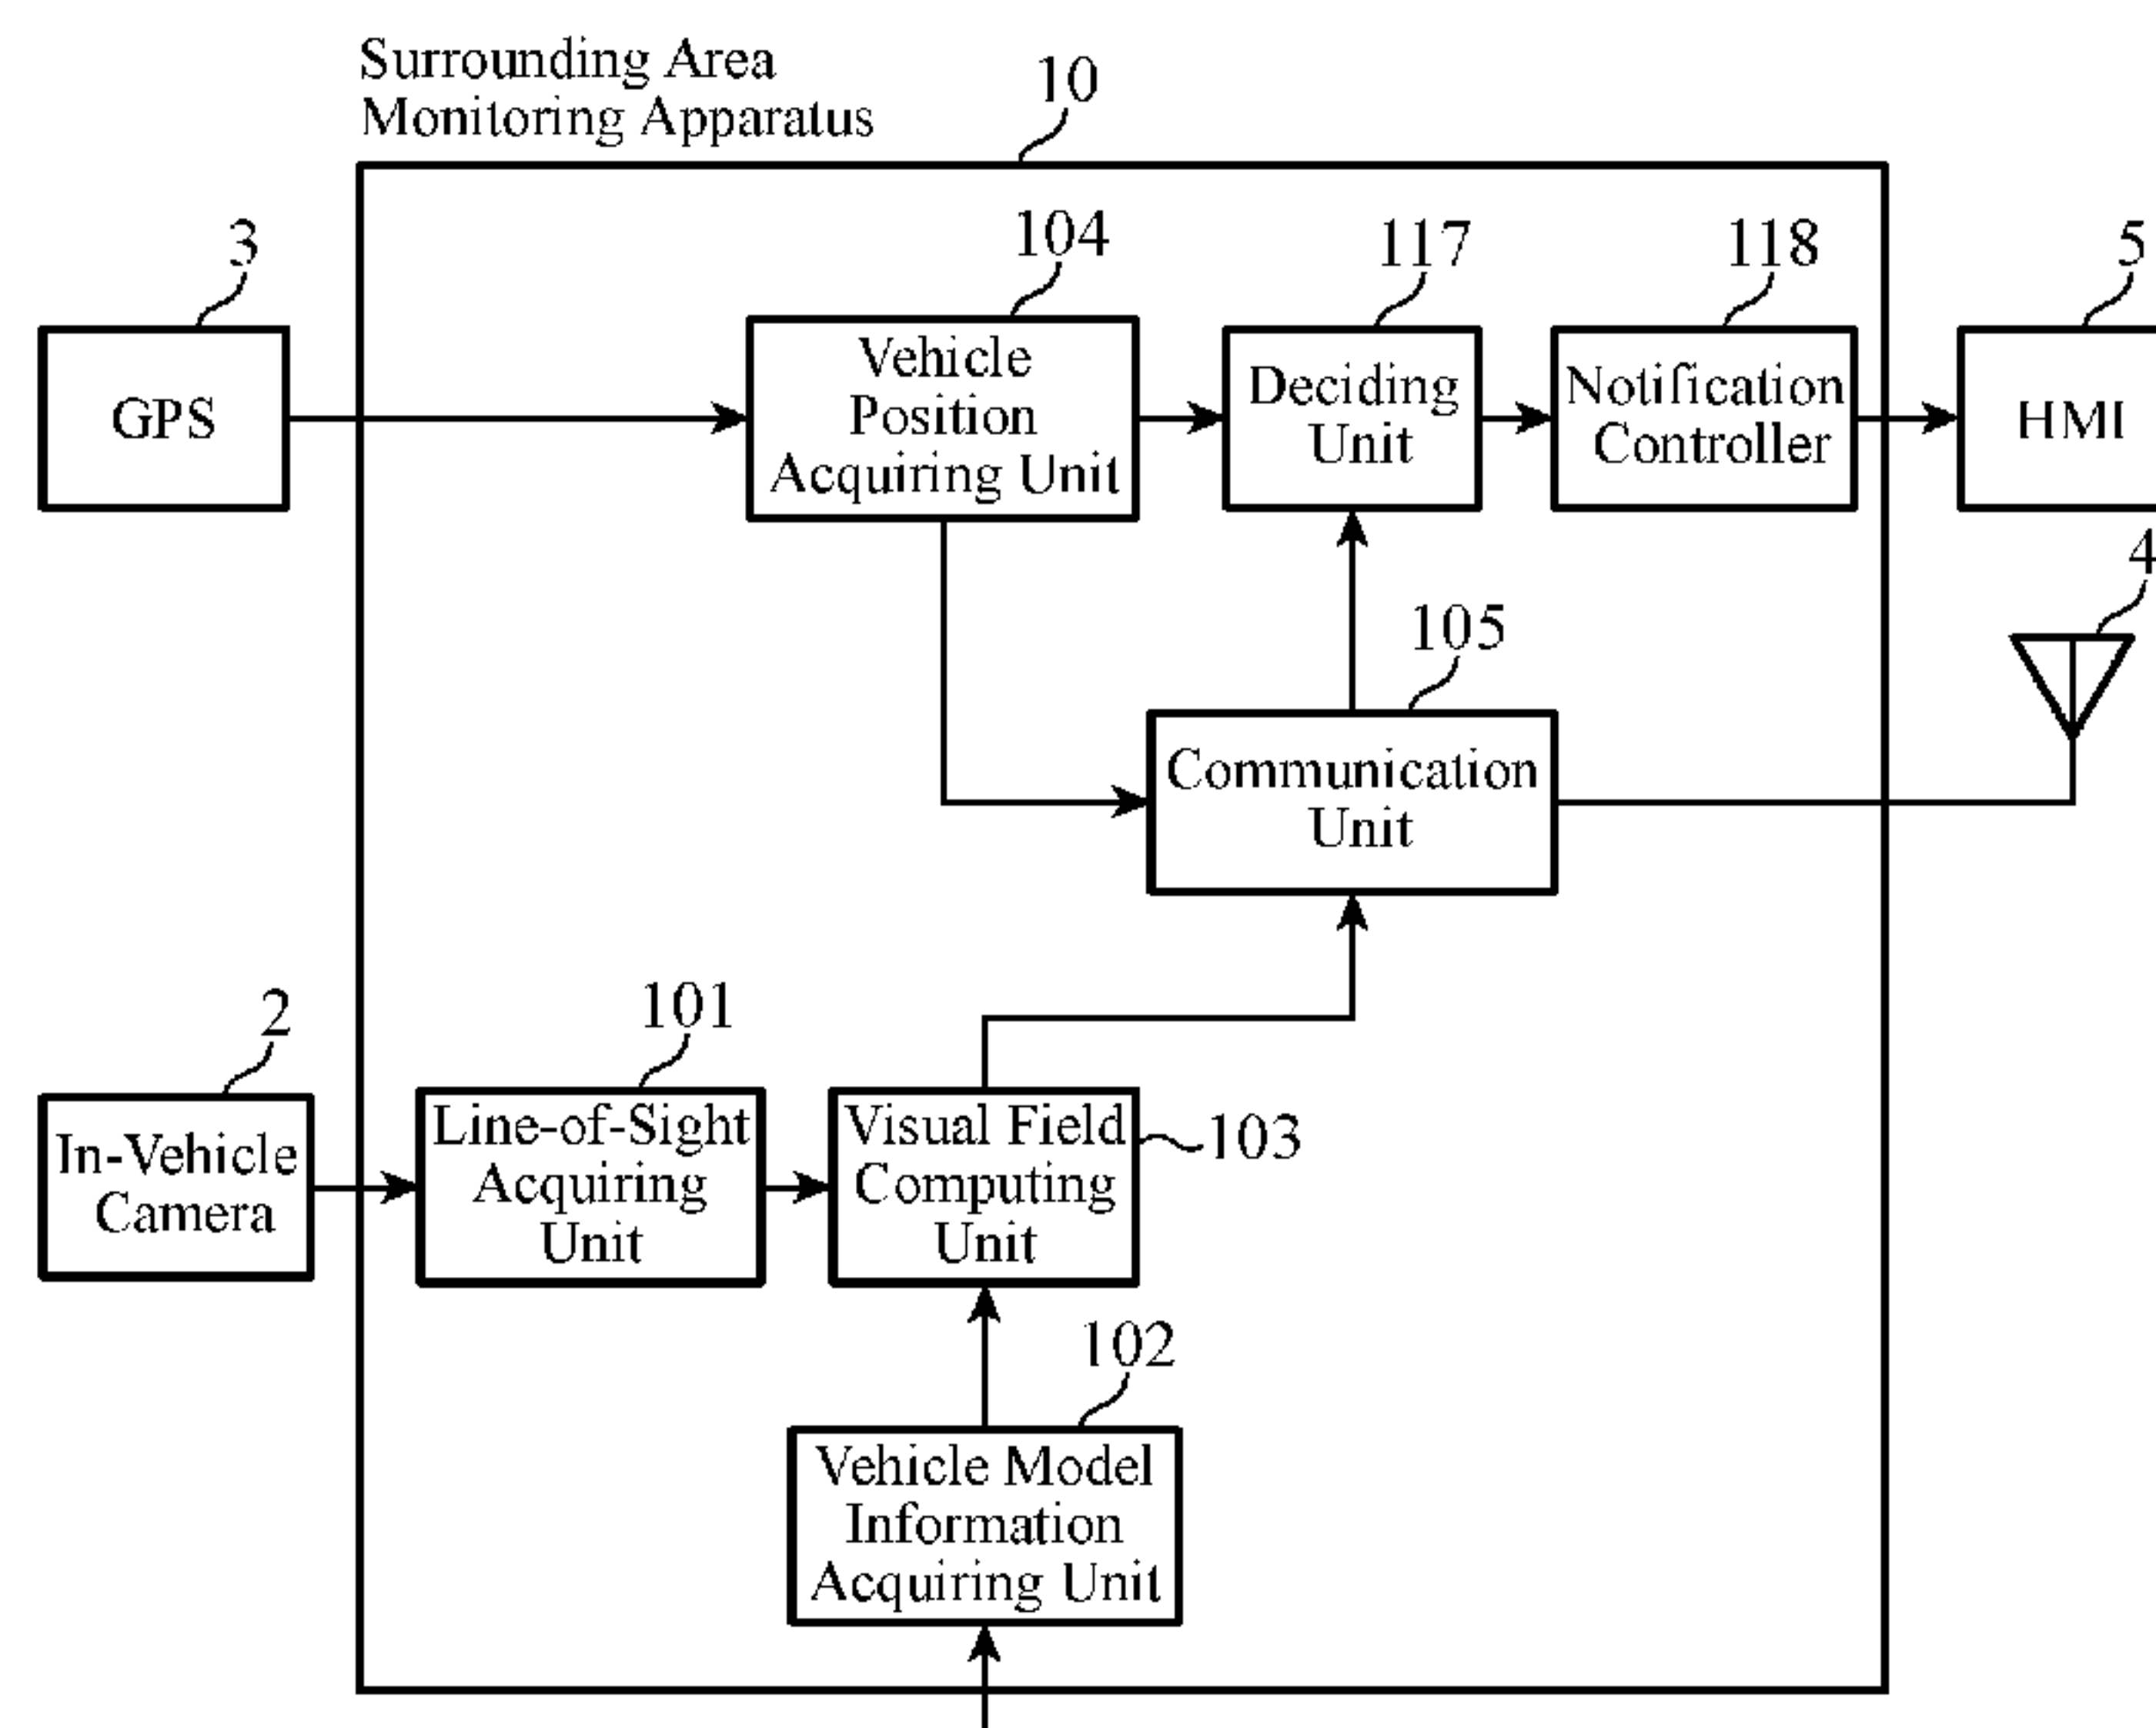 Surrounding Area
Monitoring Apparatus
10
3
104
117
118
5
GPS
Vehicle
Position
Acquiring Unit
Deciding
Unit
Notification
Controller
HMI
4
105
Communication
Unit
2
101
In-Vehicle
Camera
Line-of-Sight
Acquiring
Unit
Visual Field
Computing
Unit
103
102
Vehicle Model
Information
Acquiring Unit